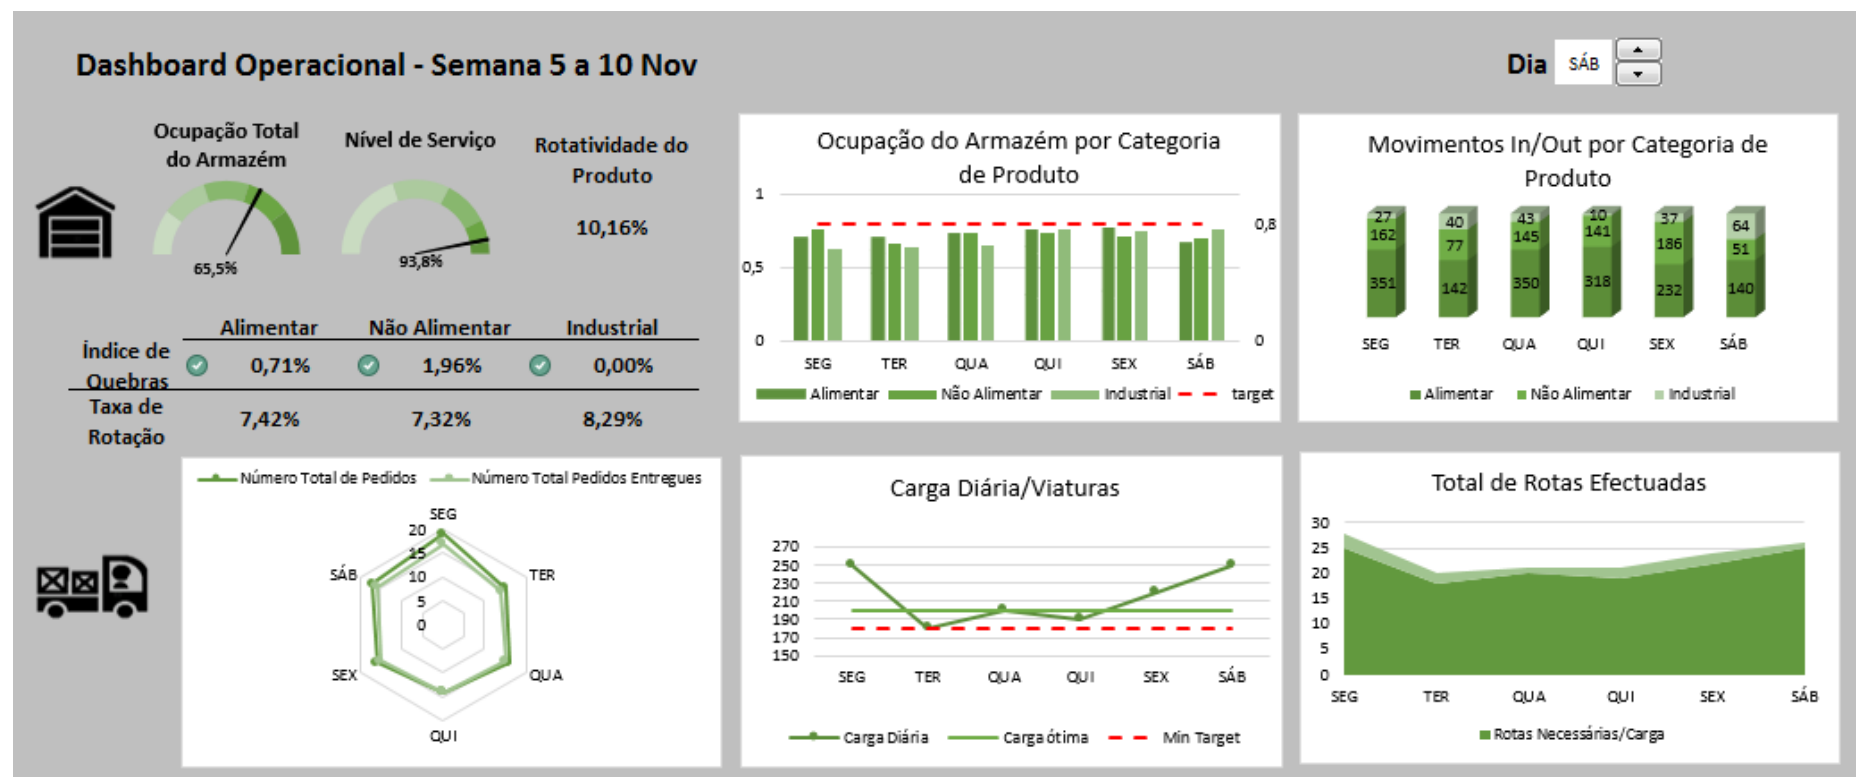 Dashboard Operacional - Semana 5 a 10 Nov
Dia
SÁB
Ocupação Total
do Armazém
65,5%
Nível de Serviço
93,8%
Rotatividade do
Produto
10,16%
Alimentar Não Alimentar Industrial
Índice de
Quebras
0,71% 1,96% 0,00%
Taxa de
Rotação
7,42% 7,32% 8,29%
Ocupação do Armazém por Categoria
de Produto
1
0,5
0
0,8
0
SEG TER QUA QUI SEX SÁB
Alimentar Não Alimentar Industrial target
Movimentos In/Out por Categoria de
Produto
27 40 43 10 37 64
162 77 145 141 186 51
351 142 350 318 232 140
SEG TER QUA QUI SEX SÁB
Alimentar Não Alimentar Industrial
Número Total de Pedidos Número Total Pedidos Entregues
SEG
TER
QUA
QUI
SEX
SÁB
20
15
10
5
0
Carga Diária/Viaturas
270
250
230
210
190
170
150
SEG TER QUA QUI SEX SÁB
Carga Diária Carga ótima Min Target
Total de Rotas Efectuadas
30
25
20
15
10
5
0
SEG TER QUA QUI SEX SÁB
Rotas Necessárias/Carga